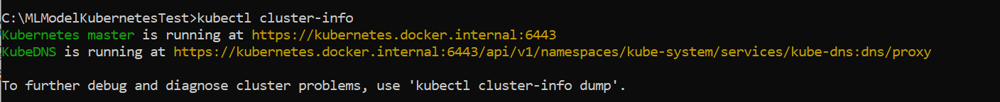 C:\MLModelKubernetesTest>kubectl cluster-info
Kubernetes master is running at https://kubernetes.docker.internal:6443
KubeDNS is running at https://kubernetes.docker.internal:6443/api/v1/namespaces/kube-system/services/kube-dns:dns/proxy
To further debug and diagnose cluster problems, use 'kubectl cluster-info dump'.